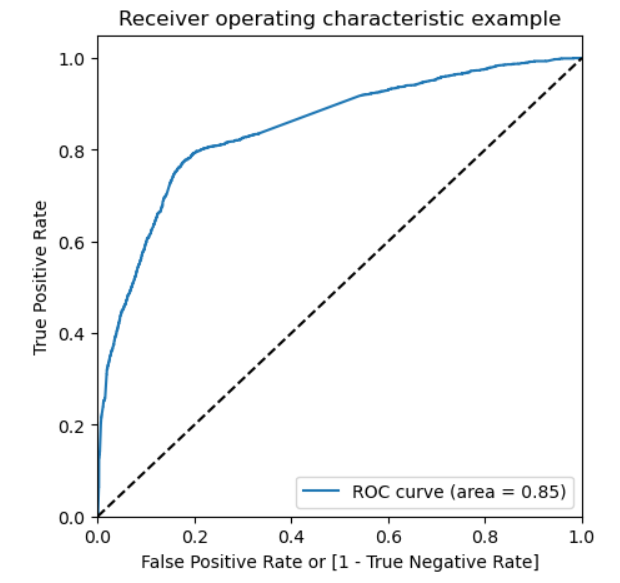 Receiver operating characteristic example
1.0
0.8
0.6
0.4
0.2
0.0
True Positive Rate
ROC curve (area = 0.85)
0.0 0.2 0.4 0.6 0.8 1.0
False Positive Rate or [1 - True Negative Rate]